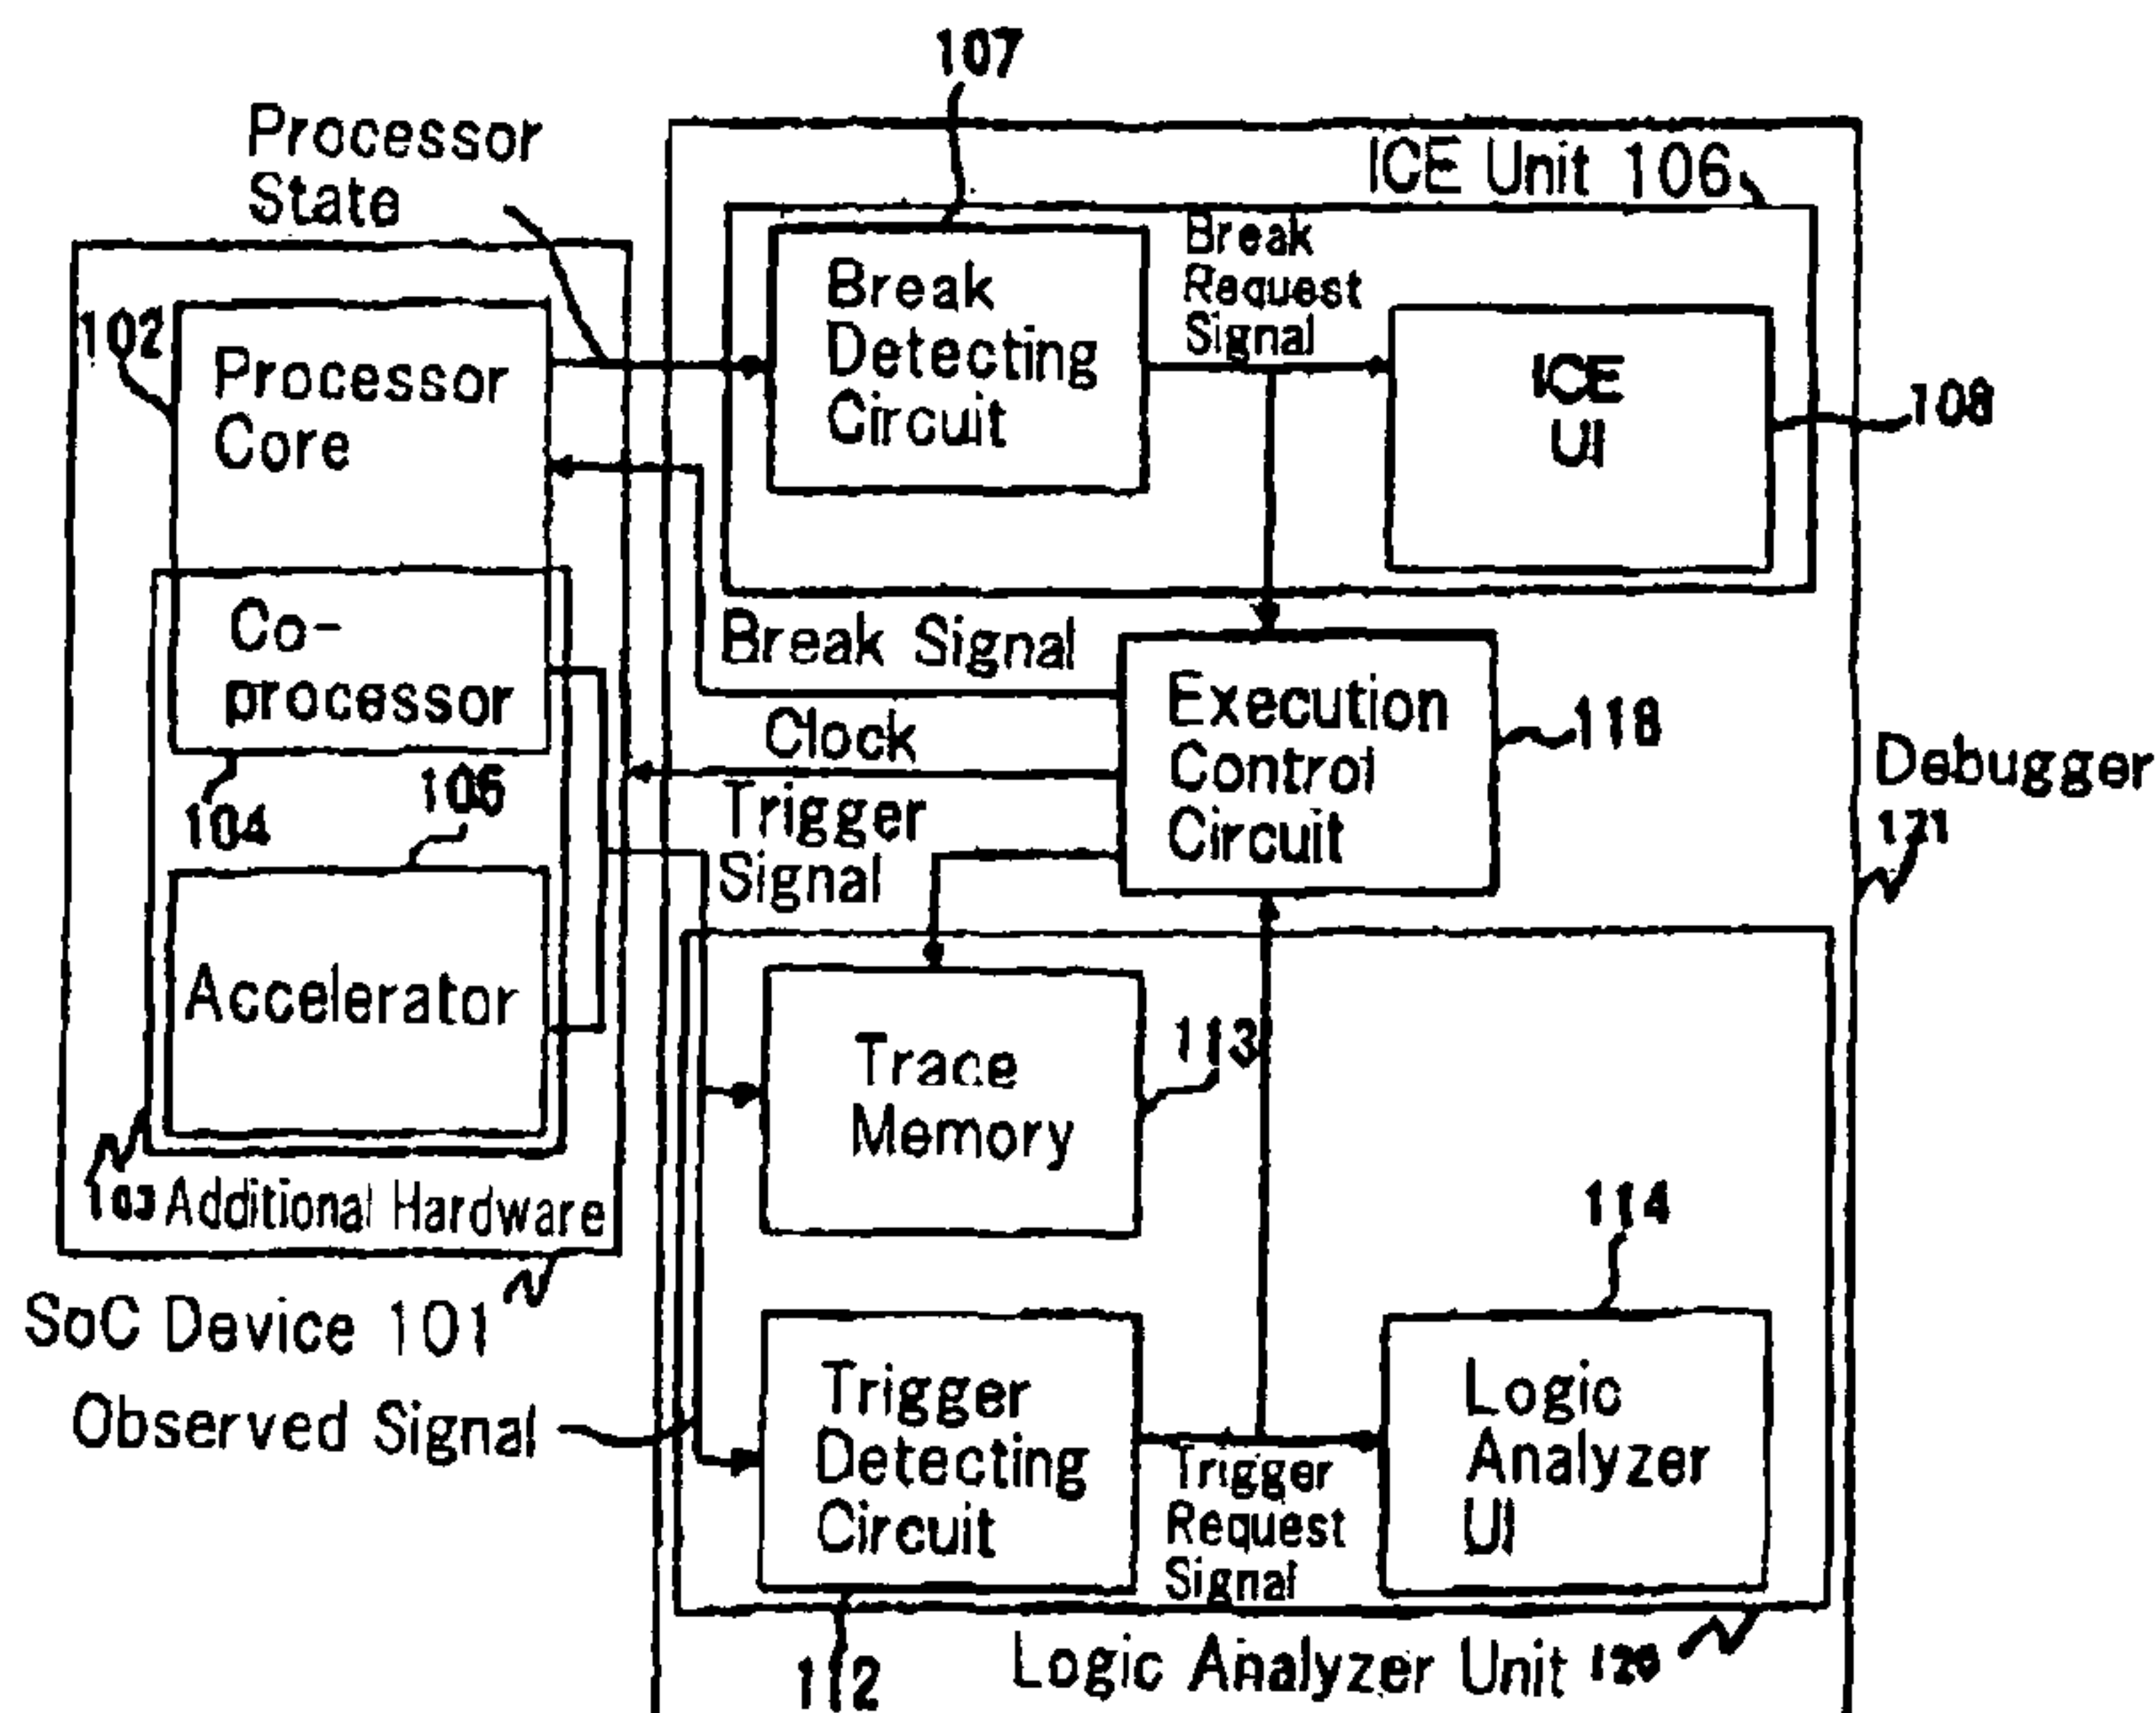 107
Processor
State
ICE Unit 106
Break
Request
Signal
102
Processor
Core
Break
Detecting
Circuit
ICE
UI
108
Co-
processor
Break Signal
Clock
Execution
Control
Circuit
118
Debugger
121
104
105
Trigger
Signal
Accelerator
Trace
Memory
113
103 Additional Hardware
114
SoC Device 101
Observed Signal
Trigger
Detecting
Circuit
Trigger
Request
Signal
Logic
Analyzer
UI
112
Logic Analyzer Unit 120